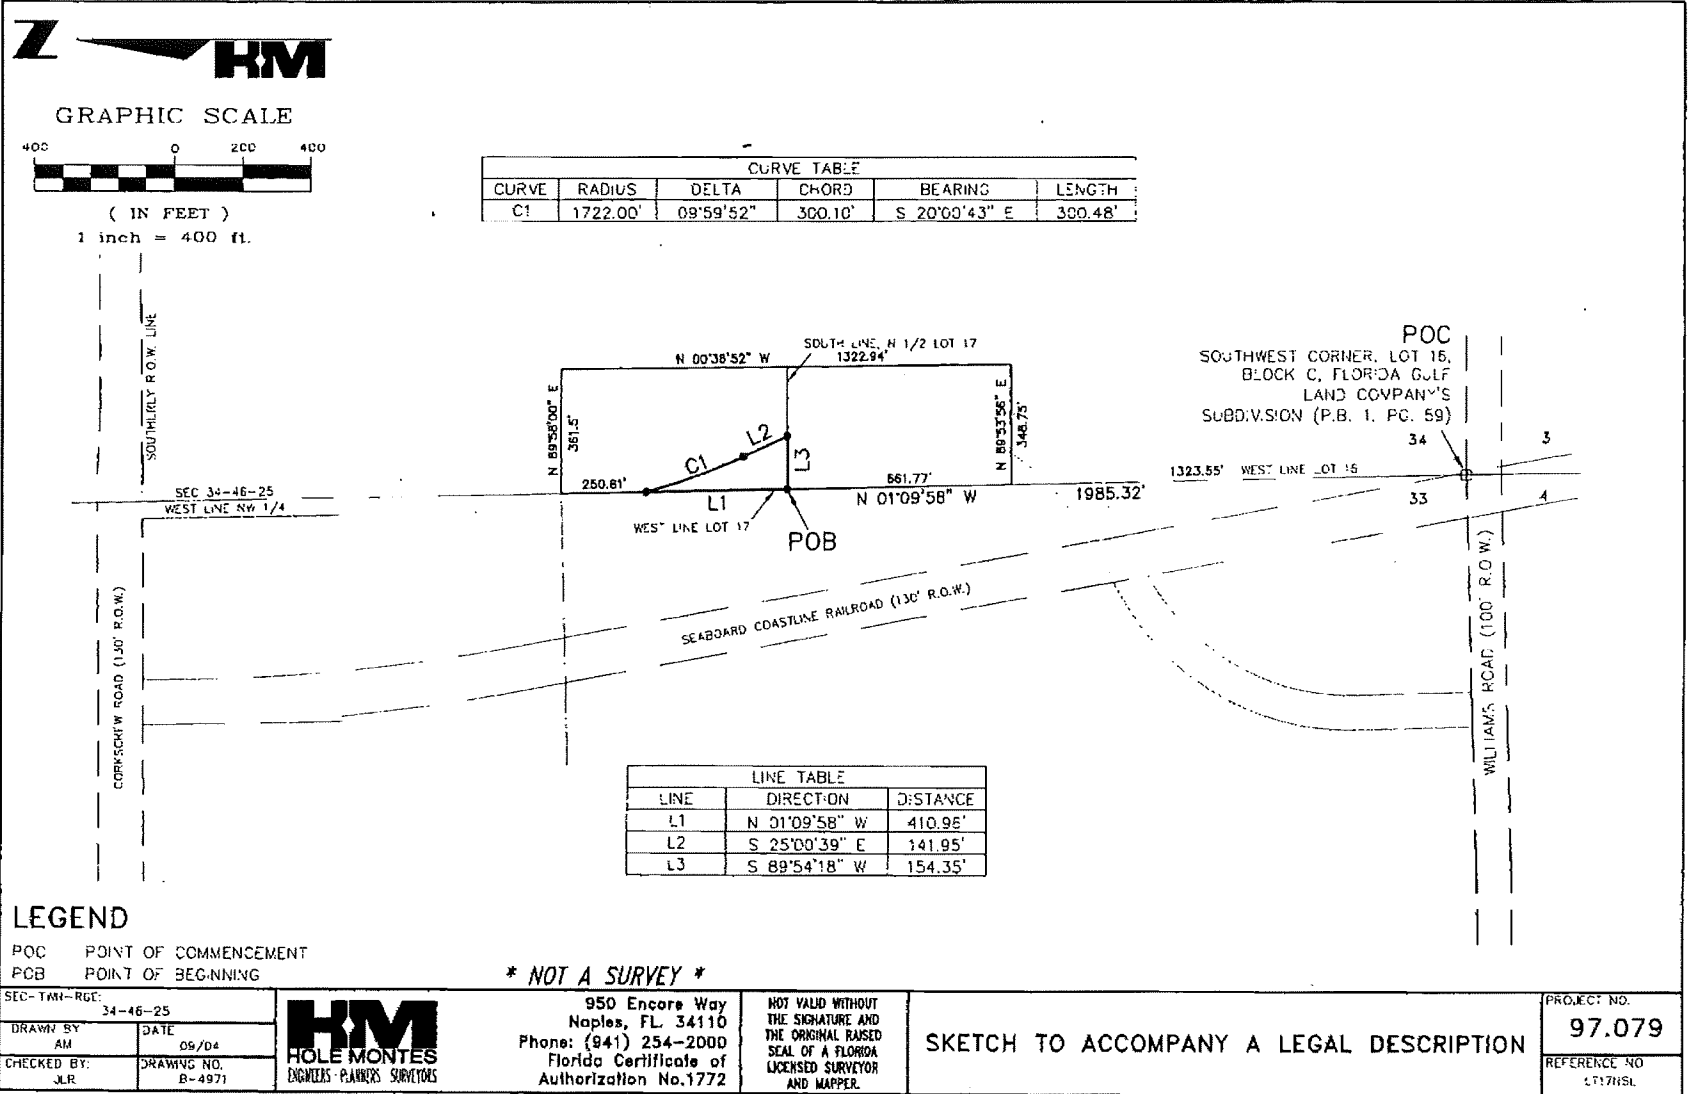 Z
HM
GRAPHIC SCALE
400 0 200 400
( IN FEET )
1 inch = 400 ft.
CURVE TABLE
CURVE RADIUS DELTA CHORD BEARING LENGTH
C1 1722.00' 09°59'52" 300.10' S 20°00'43" E 300.48'
SOUTHERLY R.O.W. LINE
SEC 34-46-25
WEST LINE NW 1/4
CORKSCREW ROAD (130' R.O.W.)
N 00°38'52" W
1322.94'
SOUTH LINE, N 1/2 LOT 17
N 89°58'00" E
361.5'
N 89°53'56" E
348.75'
C1
L2
L3
250.81'
L1
WEST LINE LOT 17
POB
661.77'
N 01°09'58" W
1985.32'
POC
SOUTHWEST CORNER, LOT 16,
BLOCK C, FLORIDA GULF
LAND COMPANY'S
SUBDIVISION (P.B. 1, PG. 59)
34
3
1323.55' WEST LINE LOT 16
33
4
SEABOARD COASTLINE RAILROAD (130' R.O.W.)
WILLIAMS ROAD (100' R.O.W.)
LINE TABLE
LINE DIRECTION DISTANCE
L1 N 01°09'58" W 410.96'
L2 S 25°00'39" E 141.95'
L3 S 89°54'18" W 154.35'
LEGEND
POC POINT OF COMMENCEMENT
POB POINT OF BEGINNING
* NOT A SURVEY *
SEC-TWN-RGE:
34-46-25
DRAWN BY
AM
DATE
09/04
CHECKED BY:
JLR
DRAWING NO.
B-4971
HM
HOLE MONTES
ENGINEERS · PLANNERS · SURVEYORS
950 Encore Way
Naples, FL. 34110
Phone: (941) 254-2000
Florida Certificate of
Authorization No.1772
NOT VALID WITHOUT
THE SIGNATURE AND
THE ORIGINAL RAISED
SEAL OF A FLORIDA
LICENSED SURVEYOR
AND MAPPER.
SKETCH TO ACCOMPANY A LEGAL DESCRIPTION
PROJECT NO.
97.079
REFERENCE NO
LT17NSL